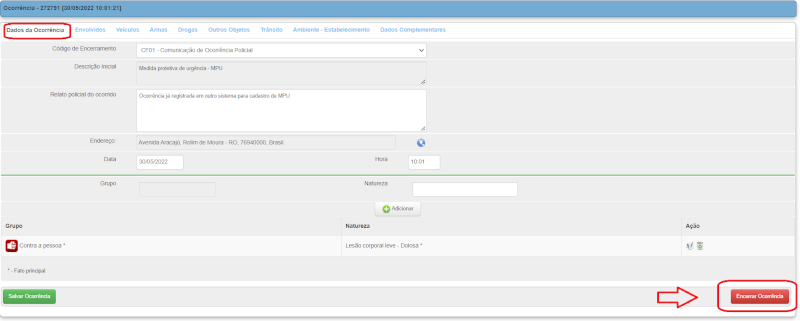 Ocorrência - 272791 [30/05/2022 10:01:21]
Dados da Ocorrência Envolvidos Veículos Armas Drogas Outros Objetos Trânsito Ambiente - Estabelecimento Dados Complementares
Código de Encerramento CF01 - Comunicação de Ocorrência Policial
Descrição Inicial Medida protetiva de urgência - MPU
Relato policial do ocorrido Ocorrência já registrada em outro sistema para cadastro de MPU
Endereço: Avenida Aracajú, Rolim de Moura - RO, 76940000, Brasil
Data 30/05/2022 Hora 10:01
Grupo Natureza
Adicionar
Grupo Natureza Ação
Contra a pessoa * Lesão corporal leve - Dolosa *
* - Fato principal
Salvar Ocorrência Encerrar Ocorrência